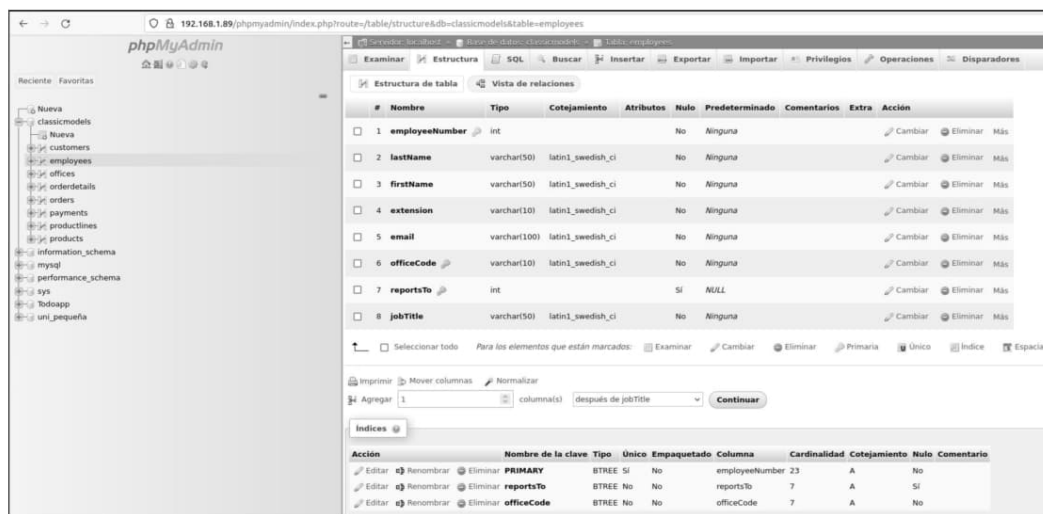 192.168.1.89/phpmyadmin/index.php?route=/table/structure&db=classicmodels&table=employees
phpMyAdmin
Reciente Favoritas
Nueva
classicmodels
Nueva
customers
employees
offices
orderdetails
orders
payments
productlines
products
information_schema
mysql
performance_schema
sys
Todoapp
uni_pequeña
Servidor: localhost » Base de datos: classicmodels » Tabla: employees
Examinar Estructura SQL Buscar Insertar Exportar Importar Privilegios Operaciones Disparadores
Estructura de tabla Vista de relaciones
# Nombre Tipo Cotejamiento Atributos Nulo Predeterminado Comentarios Extra Acción
1 employeeNumber int No Ninguna Cambiar Eliminar Más
2 lastName varchar(50) latin1_swedish_ci No Ninguna Cambiar Eliminar Más
3 firstName varchar(50) latin1_swedish_ci No Ninguna Cambiar Eliminar Más
4 extension varchar(10) latin1_swedish_ci No Ninguna Cambiar Eliminar Más
5 email varchar(100) latin1_swedish_ci No Ninguna Cambiar Eliminar Más
6 officeCode varchar(10) latin1_swedish_ci No Ninguna Cambiar Eliminar Más
7 reportsTo int Sí NULL Cambiar Eliminar Más
8 jobTitle varchar(50) latin1_swedish_ci No Ninguna Cambiar Eliminar Más
Seleccionar todo Para los elementos que están marcados: Examinar Cambiar Eliminar Primaria Único Índice Espacia
Imprimir Mover columnas Normalizar
Agregar 1 columna(s) después de jobTitle Continuar
Índices
Acción Nombre de la clave Tipo Único Empaquetado Columna Cardinalidad Cotejamiento Nulo Comentario
Editar Renombrar Eliminar PRIMARY BTREE Sí No employeeNumber 23 A No
Editar Renombrar Eliminar reportsTo BTREE No No reportsTo 7 A Sí
Editar Renombrar Eliminar officeCode BTREE No No officeCode 7 A No